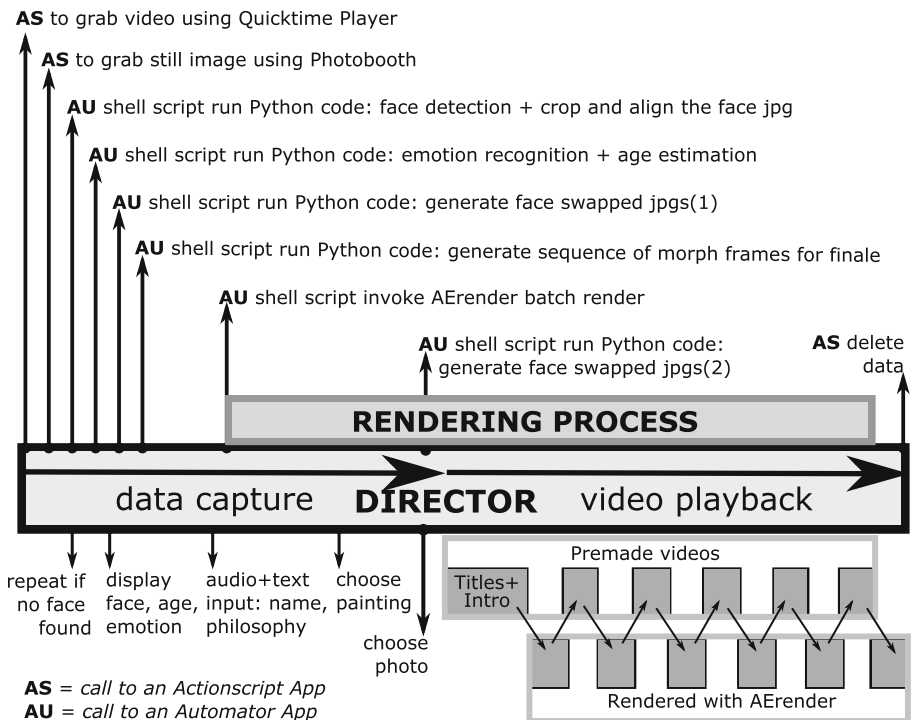 AS to grab video using Quicktime Player
AS to grab still image using Photobooth
AU shell script run Python code: face detection + crop and align the face jpg
AU shell script run Python code: emotion recognition + age estimation
AU shell script run Python code: generate face swapped jpgs(1)
AU shell script run Python code: generate sequence of morph frames for finale
AU shell script invoke AErender batch render
AU shell script run Python code:
generate face swapped jpgs(2)
AS delete
data
RENDERING PROCESS
data capture DIRECTOR video playback
repeat if
no face
found
display
face, age,
emotion
audio+text
input: name,
philosophy
choose
painting
choose
photo
Premade videos
Titles+
Intro
Rendered with AErender
AS = call to an Actionscript App
AU = call to an Automator App